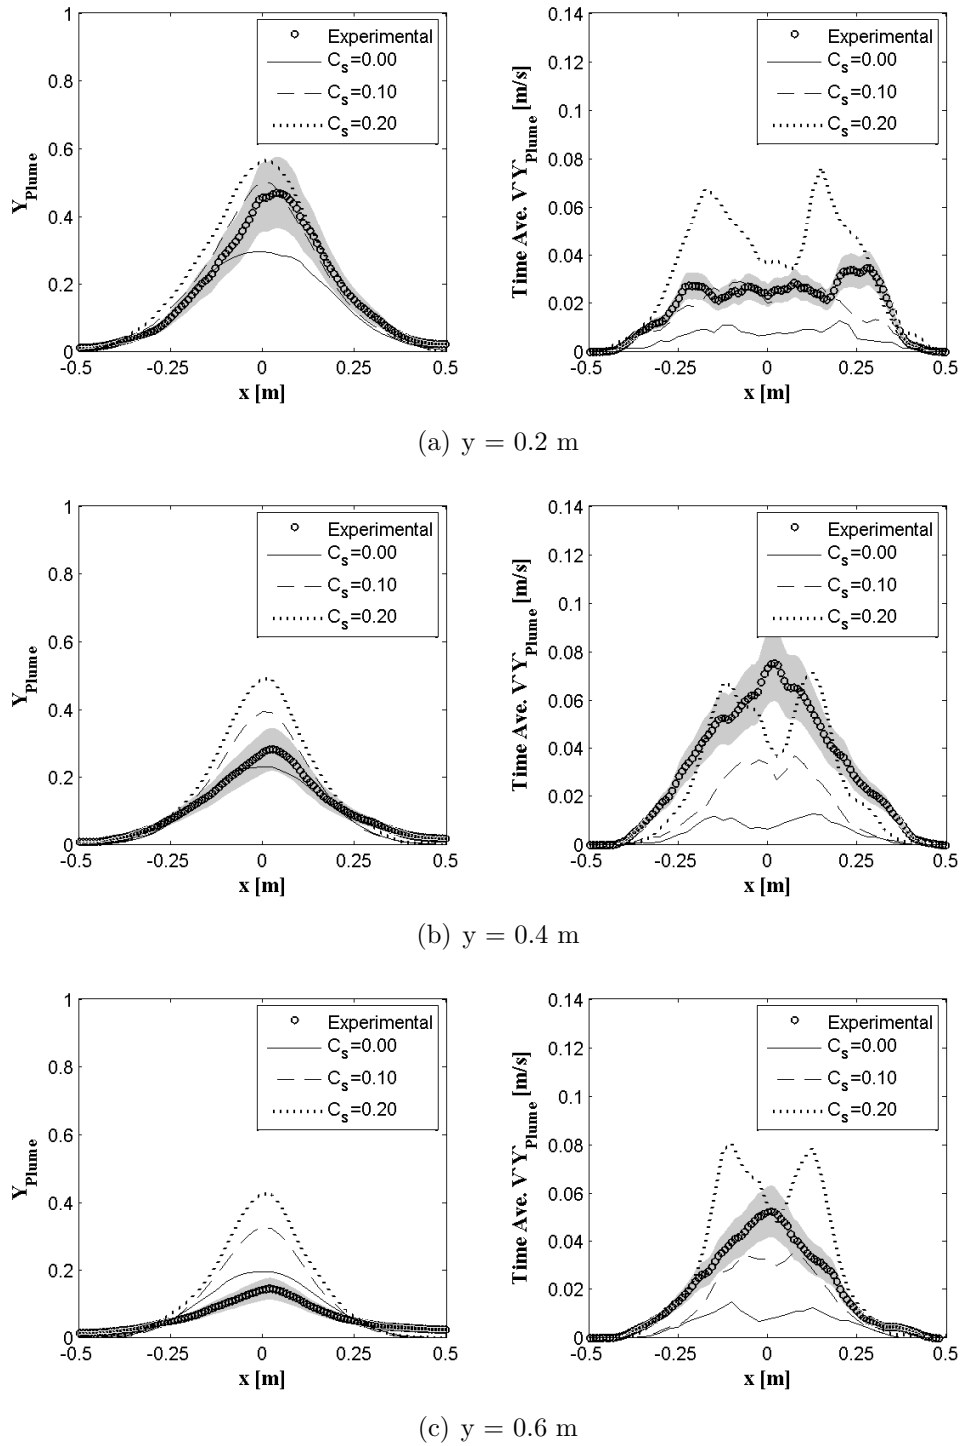 1
0.8
0.6
0.4
0.2
0
-0.5
-0.25
0
0.25
0.5
Y_Plume
x [m]
Experimental
C_s=0.00
C_s=0.10
C_s=0.20
0.14
0.12
0.1
0.08
0.06
0.04
0.02
0
-0.5
-0.25
0
0.25
0.5
Time Ave. V`Y`_Plume [m/s]
x [m]
Experimental
C_s=0.00
C_s=0.10
C_s=0.20
(a) y = 0.2 m
1
0.8
0.6
0.4
0.2
0
-0.5
-0.25
0
0.25
0.5
Y_Plume
x [m]
Experimental
C_s=0.00
C_s=0.10
C_s=0.20
0.14
0.12
0.1
0.08
0.06
0.04
0.02
0
-0.5
-0.25
0
0.25
0.5
Time Ave. V`Y`_Plume [m/s]
x [m]
Experimental
C_s=0.00
C_s=0.10
C_s=0.20
(b) y = 0.4 m
1
0.8
0.6
0.4
0.2
0
-0.5
-0.25
0
0.25
0.5
Y_Plume
x [m]
Experimental
C_s=0.00
C_s=0.10
C_s=0.20
0.14
0.12
0.1
0.08
0.06
0.04
0.02
0
-0.5
-0.25
0
0.25
0.5
Time Ave. V`Y`_Plume [m/s]
x [m]
Experimental
C_s=0.00
C_s=0.10
C_s=0.20
(c) y = 0.6 m